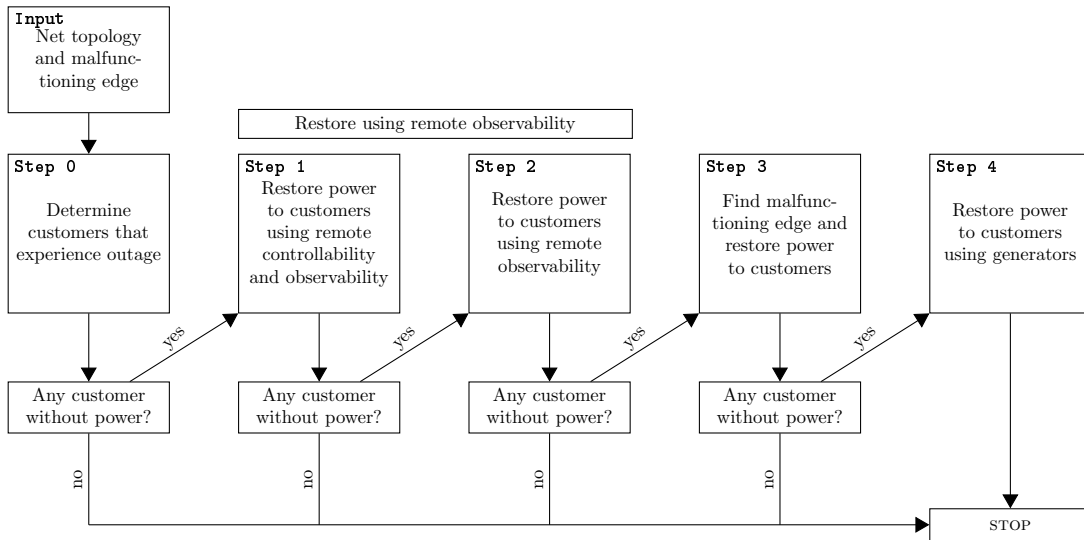 Input
Net topology
and malfunc-
tioning edge
Restore using remote observability
Step 0
Determine
customers that
experience outage
Step 1
Restore power
to customers
using remote
controllability
and observability
Step 2
Restore power
to customers
using remote
observability
Step 3
Find malfunc-
tioning edge and
restore power
to customers
Step 4
Restore power
to customers
using generators
yes
yes
yes
yes
Any customer
without power?
Any customer
without power?
Any customer
without power?
Any customer
without power?
no
no
no
no
STOP